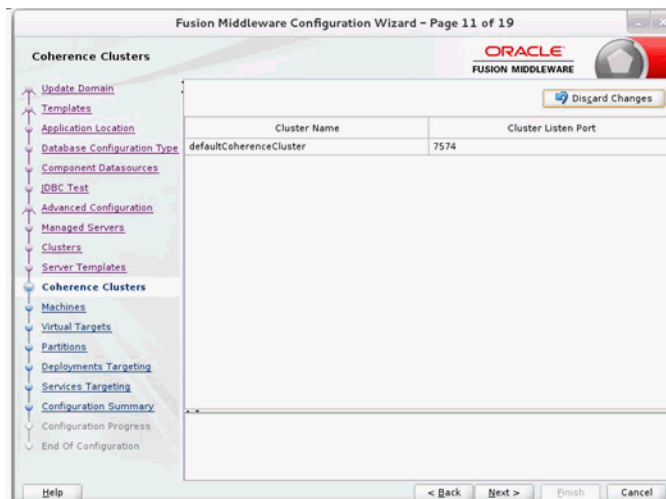 Fusion Middleware Configuration Wizard - Page 11 of 19
Coherence Clusters
ORACLE
FUSION MIDDLEWARE
Update Domain
Templates
Application Location
Database Configuration Type
Component Datasources
JDBC Test
Advanced Configuration
Managed Servers
Clusters
Server Templates
Coherence Clusters
Machines
Virtual Targets
Partitions
Deployments Targeting
Services Targeting
Configuration Summary
Configuration Progress
End Of Configuration
Discard Changes
Cluster Name Cluster Listen Port
defaultCoherenceCluster 7574
Help < Back Next > Finish Cancel